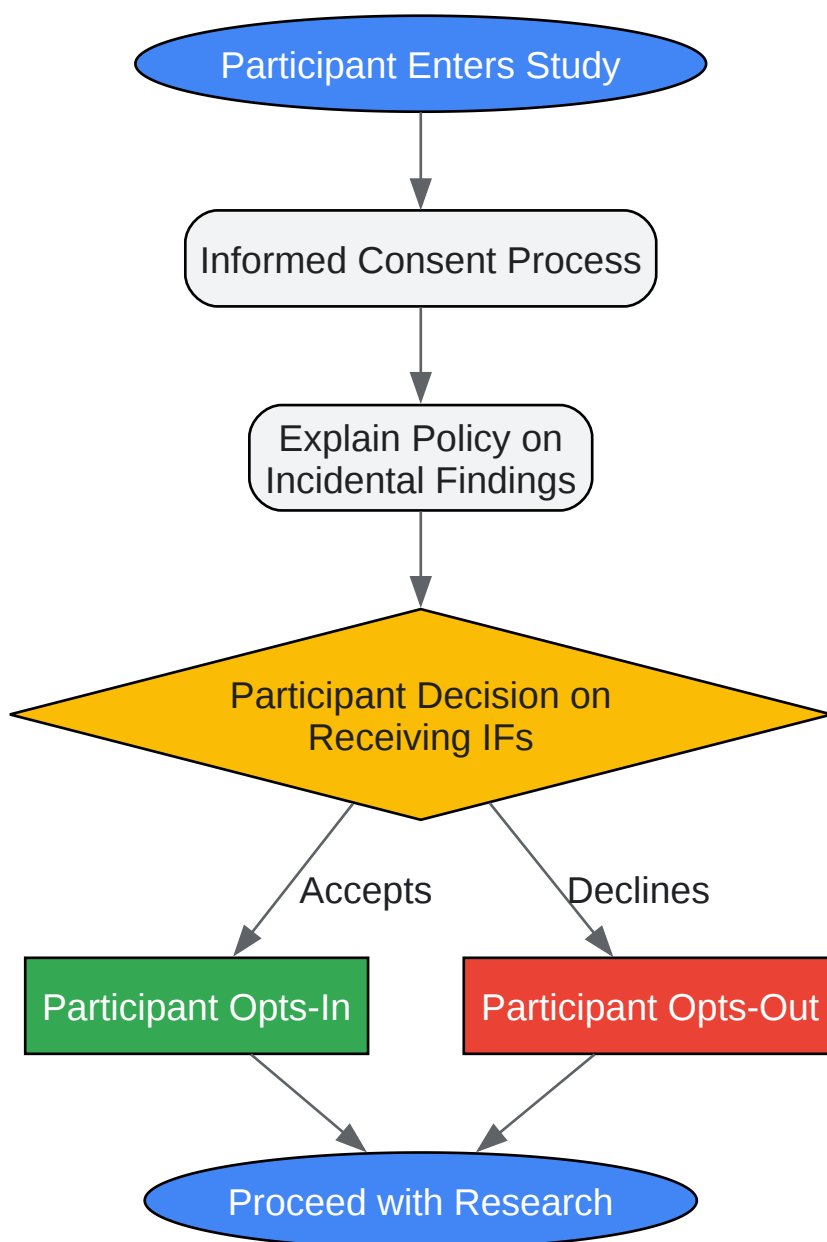 Participant Enters Study
Informed Consent Process
Explain Policy on
Incidental Findings
Participant Decision on
Receiving IFs
Accepts
Declines
Participant Opts-In
Participant Opts-Out
Proceed with Research